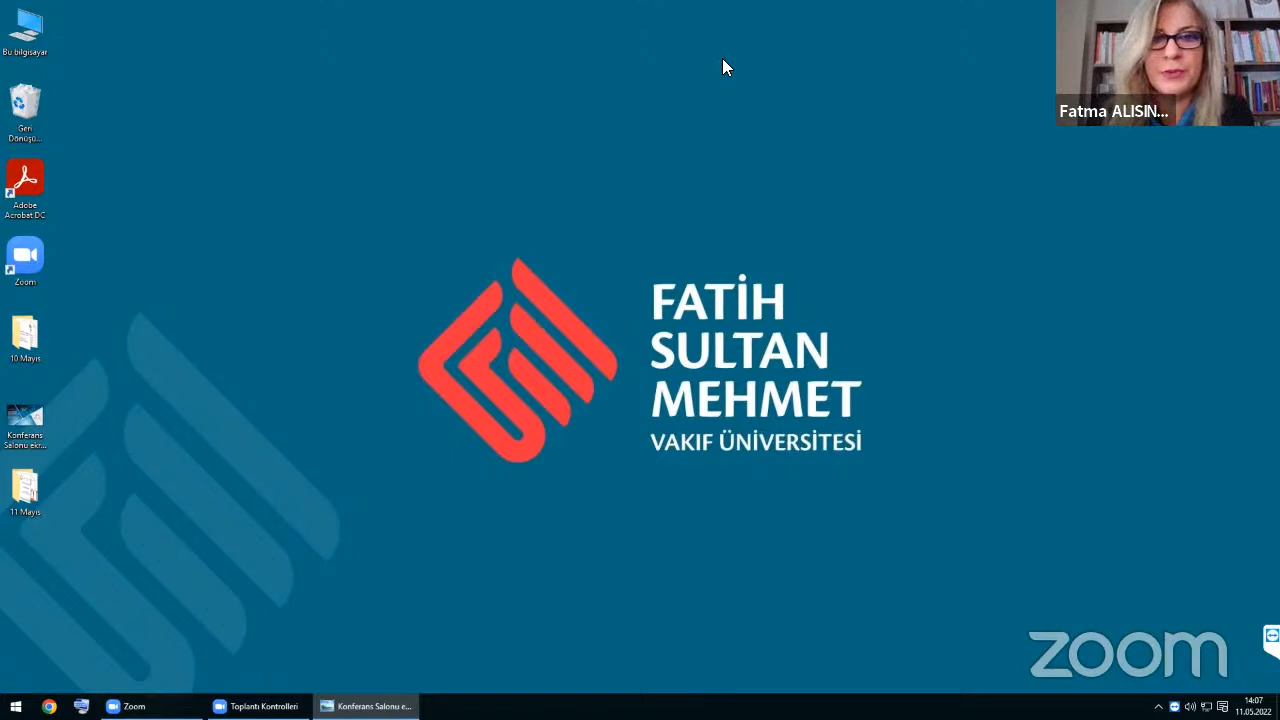 Bu bilgisayar
Geri
Dönüşü...
Adobe
Acrobat DC
Zoom
10 Mayıs
Konferans
Salonu ekr...
11 Mayıs
FATİH
SULTAN
MEHMET
VAKIF ÜNİVERSİTESİ
Fatma ALISIN...
zoom
Zoom
Toplantı Kontrolleri
Konferans Salonu e...
14:07
11.05.2022